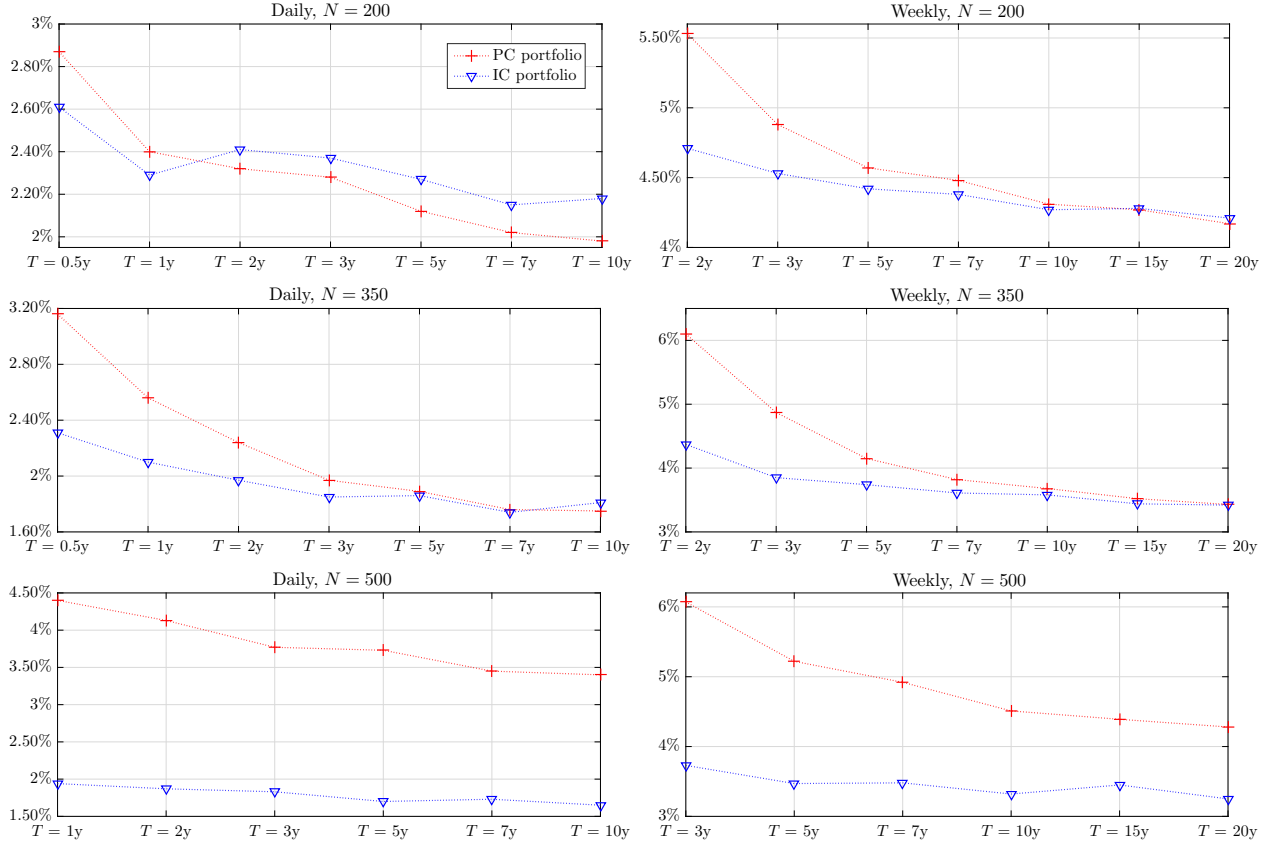 Daily, N = 200
3%
2.80%
2.60%
2.40%
2.20%
2%
T = 0.5y T = 1y T = 2y T = 3y T = 5y T = 7y T = 10y
PC portfolio
IC portfolio
Weekly, N = 200
5.50%
5%
4.50%
4%
T = 2y T = 3y T = 5y T = 7y T = 10y T = 15y T = 20y
Daily, N = 350
3.20%
2.80%
2.40%
2%
1.60%
T = 0.5y T = 1y T = 2y T = 3y T = 5y T = 7y T = 10y
Weekly, N = 350
6%
5%
4%
3%
T = 2y T = 3y T = 5y T = 7y T = 10y T = 15y T = 20y
Daily, N = 500
4.50%
4%
3.50%
3%
2.50%
2%
1.50%
T = 1y T = 2y T = 3y T = 5y T = 7y T = 10y
Weekly, N = 500
6%
5%
4%
3%
T = 3y T = 5y T = 7y T = 10y T = 15y T = 20y